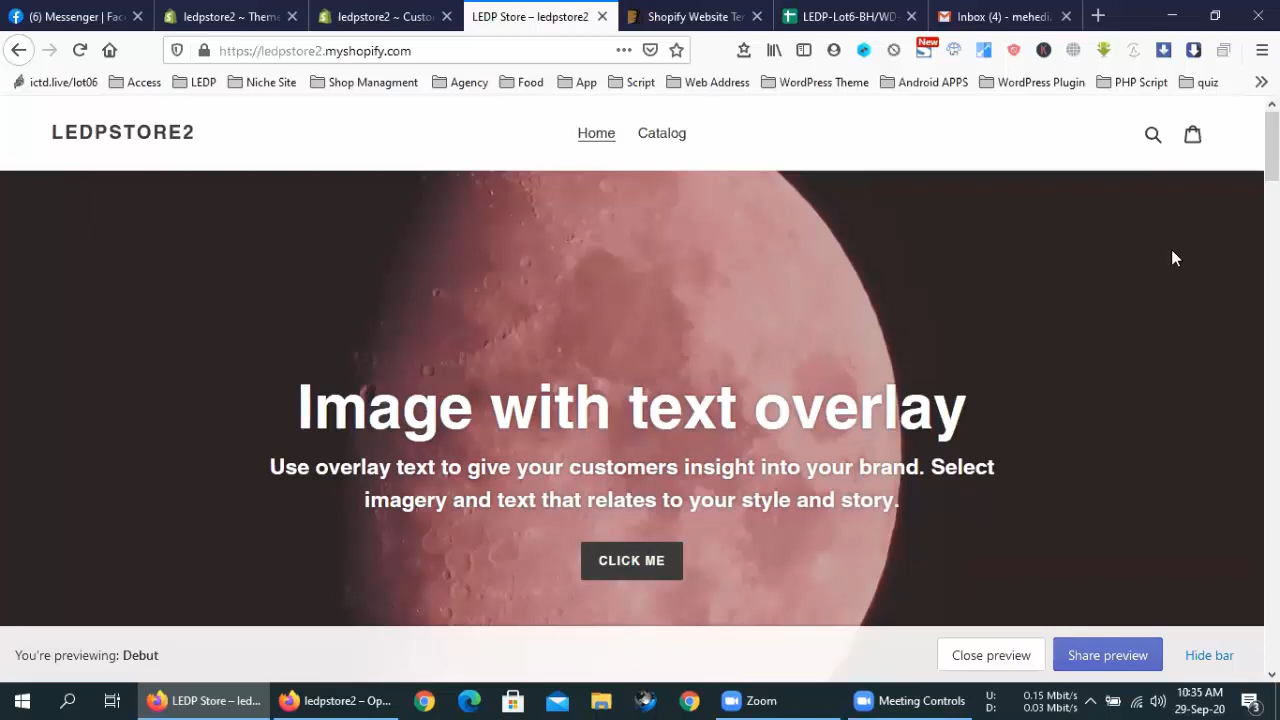 (6) Messenger | Fac
ledpstore2 ~ Theme
ledpstore2 ~ Custo
LEDP Store – ledpstore2
Shopify Website Te
LEDP-Lot6-BH/WD-
Inbox (4) - mehedi
https://ledpstore2.myshopify.com
New
ictd.live/lot06
Access
LEDP
Niche Site
Shop Managment
Agency
Food
App
Script
Web Address
WordPress Theme
Android APPS
WordPress Plugin
PHP Script
quiz
LEDPSTORE2
Home
Catalog
Image with text overlay
Use overlay text to give your customers insight into your brand. Select
imagery and text that relates to your style and story.
CLICK ME
You're previewing: Debut
Close preview
Share preview
Hide bar
LEDP Store – led...
ledpstore2 – Op...
Zoom
Meeting Controls
U: 0.15 Mbit/s
D: 0.03 Mbit/s
10:35 AM
29-Sep-20
3